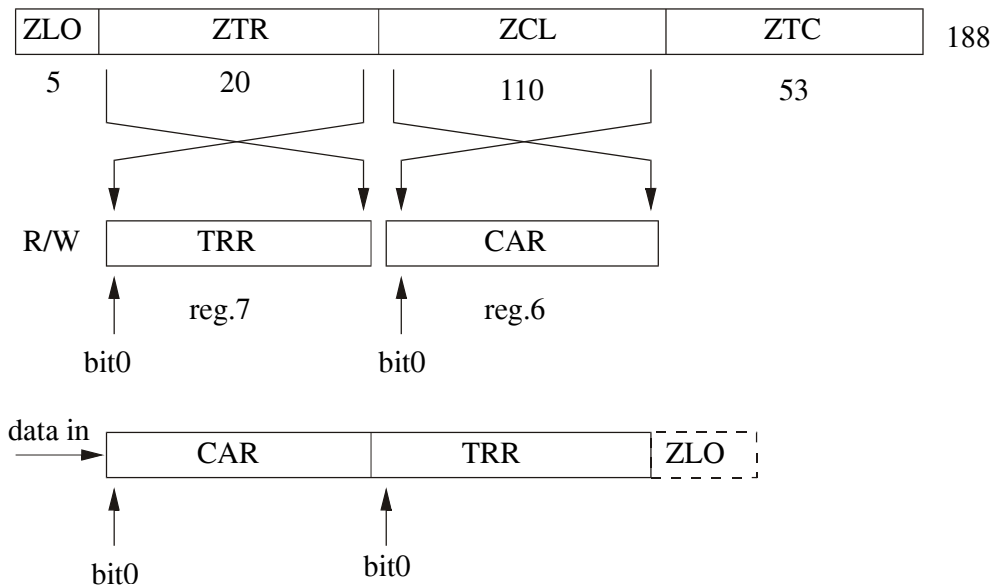 ZLO ZTR ZCL ZTC 188
5 20 110 53
R/W TRR CAR
reg.7 reg.6
bit0 bit0
data in CAR TRR ZLO
bit0 bit0